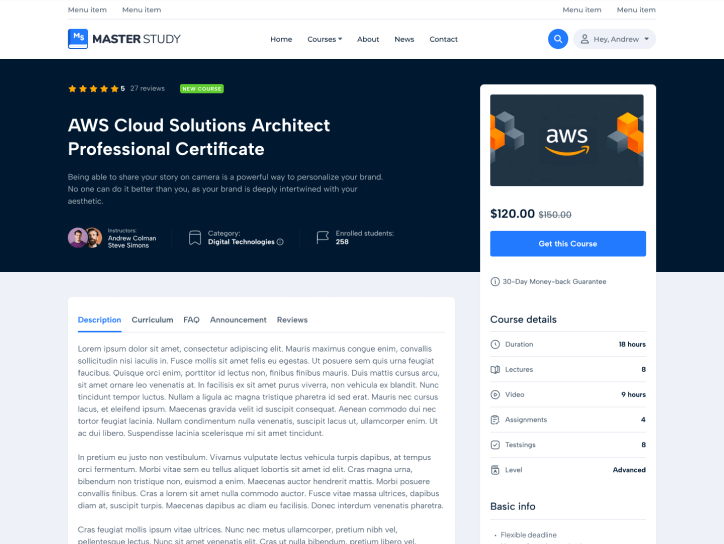 Menu item Menu item Menu item Menu item
MS MASTERSTUDY Home Courses About News Contact Hey, Andrew
5 27 reviews NEW COURSE
AWS Cloud Solutions Architect
Professional Certificate
Being able to share your story on camera is a powerful way to personalize your brand.
No one can do it better than you, as your brand is deeply intertwined with your
aesthetic.
Instructors:
Andrew Colman
Steve Simons
Category:
Digital Technologies
Enrolled students:
258
aws
$120.00 $150.00
Get this Course
30-Day Money-back Guarantee
Description Curriculum FAQ Announcement Reviews
Lorem ipsum dolor sit amet, consectetur adipiscing elit. Mauris maximus congue enim, convallis
sollicitudin nisi iaculis in. Fusce mollis sit amet felis eu egestas. Ut posuere sem quis urna feugiat
faucibus. Quisque orci enim, porttitor id lectus non, finibus finibus mauris. Duis mattis cursus arcu,
sit amet ornare leo venenatis at. In facilisis ex sit amet purus viverra, non vehicula ex blandit. Nunc
tincidunt tempor luctus. Nullam a ligula ac magna tristique pharetra id sed erat. Mauris nec cursus
lacus, et eleifend ipsum. Maecenas gravida velit id suscipit consequat. Aenean commodo dui nec
tortor feugiat lacinia. Nullam condimentum nulla venenatis, suscipit lacus ut, ullamcorper enim. Ut
ac dui libero. Suspendisse lacinia scelerisque mi sit amet tincidunt.
In pretium eu justo non vestibulum. Vivamus vulputate lectus vehicula turpis dapibus, at tempus
orci fermentum. Morbi vitae sem eu tellus aliquet lobortis sit amet id elit. Cras magna urna,
bibendum non tristique non, euismod a enim. Maecenas auctor hendrerit mattis. Morbi posuere
convallis finibus. Cras a lorem sit amet nulla commodo auctor. Fusce vitae massa ultrices, dapibus
diam at, suscipit turpis. Maecenas dapibus ac diam eu facilisis. Donec interdum venenatis pharetra.
Cras feugiat mollis ipsum vitae ultrices. Nunc nec metus ullamcorper, pretium nibh vel,
pellentesque lectus. Nunc sit amet venenatis elit. Cras ut nulla bibendum, pretium libero vel,
Course details
Duration 18 hours
Lectures 8
Video 9 hours
Assignments 4
Testsings 8
Level Advanced
Basic info
• Flexible deadline